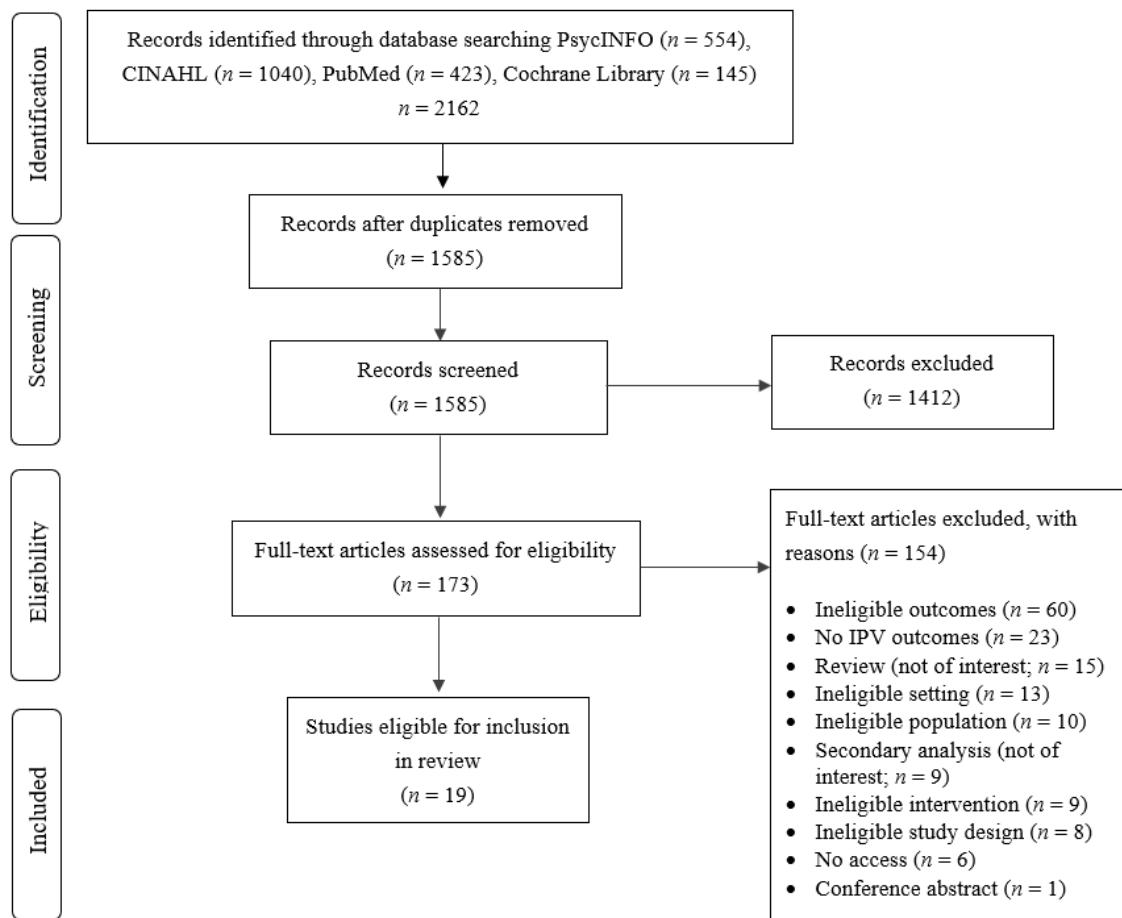 Identification
Records identified through database searching PsycINFO (n = 554),
CINAHL (n = 1040), PubMed (n = 423), Cochrane Library (n = 145)
n = 2162
Records after duplicates removed
(n = 1585)
Screening
Records screened
(n = 1585)
Records excluded
(n = 1412)
Eligibility
Full-text articles assessed for eligibility
(n = 173)
Full-text articles excluded, with
reasons (n = 154)
• Ineligible outcomes (n = 60)
• No IPV outcomes (n = 23)
• Review (not of interest; n = 15)
• Ineligible setting (n = 13)
• Ineligible population (n = 10)
• Secondary analysis (not of
interest; n = 9)
• Ineligible intervention (n = 9)
• Ineligible study design (n = 8)
• No access (n = 6)
• Conference abstract (n = 1)
Included
Studies eligible for inclusion
in review
(n = 19)